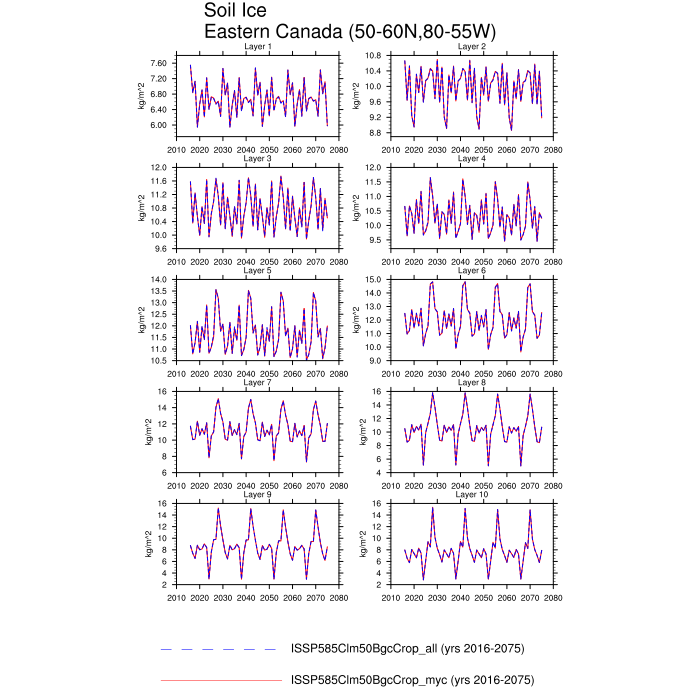 Soil Ice
Eastern Canada (50-60N,80-55W)
Layer 1
Layer 2
7.60
7.20
6.80
6.40
6.00
kg/m^2
2010 2020 2030 2040 2050 2060 2070 2080
10.8
10.4
10.0
9.6
9.2
8.8
kg/m^2
2010 2020 2030 2040 2050 2060 2070 2080
Layer 3
Layer 4
12.0
11.6
11.2
10.8
10.4
10.0
9.6
kg/m^2
2010 2020 2030 2040 2050 2060 2070 2080
12.0
11.5
11.0
10.5
10.0
9.5
kg/m^2
2010 2020 2030 2040 2050 2060 2070 2080
Layer 5
Layer 6
14.0
13.5
13.0
12.5
12.0
11.5
11.0
10.5
kg/m^2
2010 2020 2030 2040 2050 2060 2070 2080
15.0
14.0
13.0
12.0
11.0
10.0
9.0
kg/m^2
2010 2020 2030 2040 2050 2060 2070 2080
Layer 7
Layer 8
16
14
12
10
8
6
kg/m^2
2010 2020 2030 2040 2050 2060 2070 2080
16
14
12
10
8
6
4
kg/m^2
2010 2020 2030 2040 2050 2060 2070 2080
Layer 9
Layer 10
16
14
12
10
8
6
4
2
kg/m^2
2010 2020 2030 2040 2050 2060 2070 2080
16
14
12
10
8
6
4
2
kg/m^2
2010 2020 2030 2040 2050 2060 2070 2080
ISSP585Clm50BgcCrop_all (yrs 2016-2075)
ISSP585Clm50BgcCrop_myc (yrs 2016-2075)